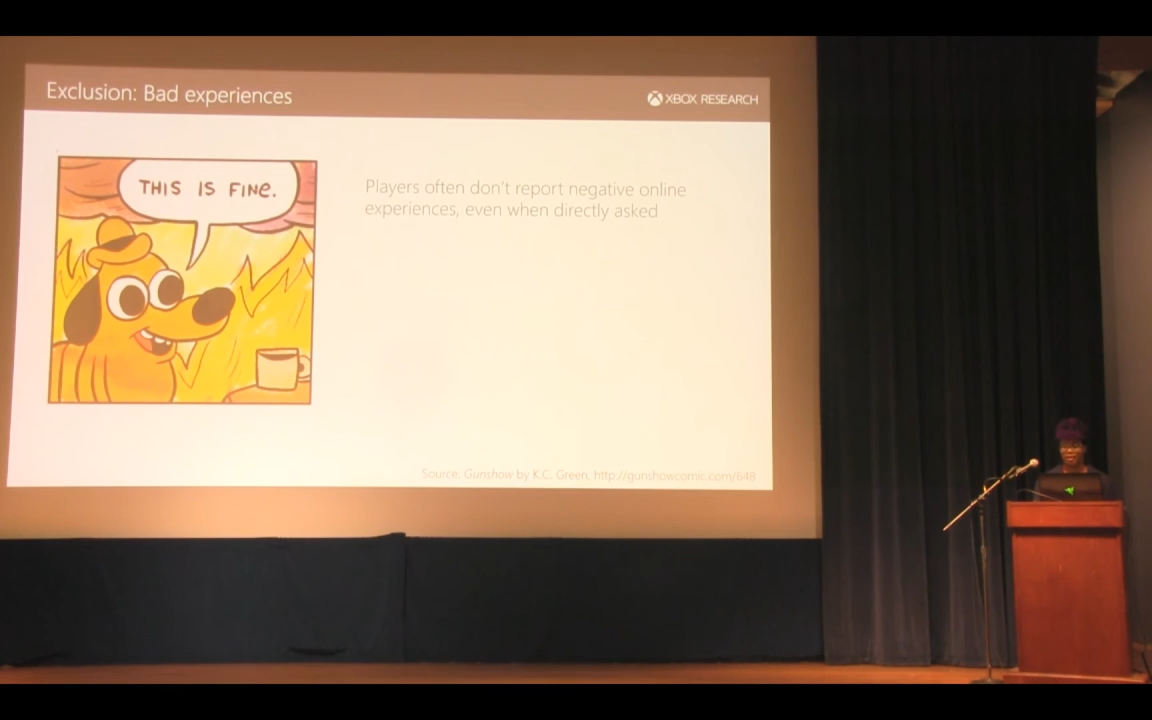 Exclusion: Bad experiences
XBOX RESEARCH
THIS IS FINE.
Players often don't report negative online
experiences, even when directly asked
Source: Gunshow by K.C. Green, http://gunshowcomic.com/648